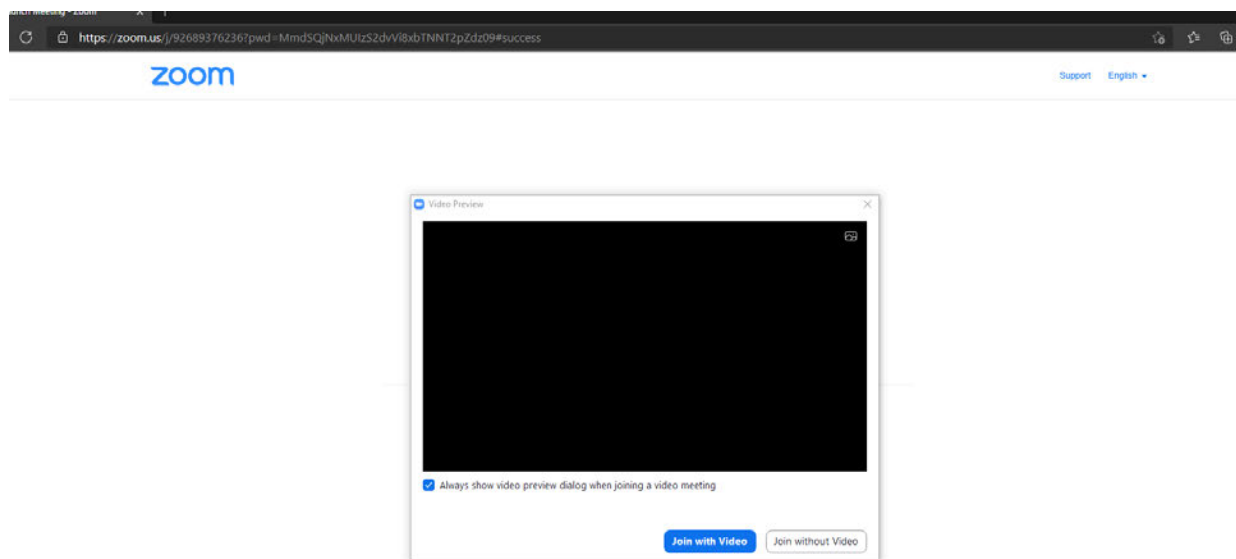 https://zoom.us/j/92689376236?pwd=MmdSQjNxMUIzS2dvVi8xbTNNT2pZdz09#success
zoom
Support English
Video Preview
Always show video preview dialog when joining a video meeting
Join with Video Join without Video